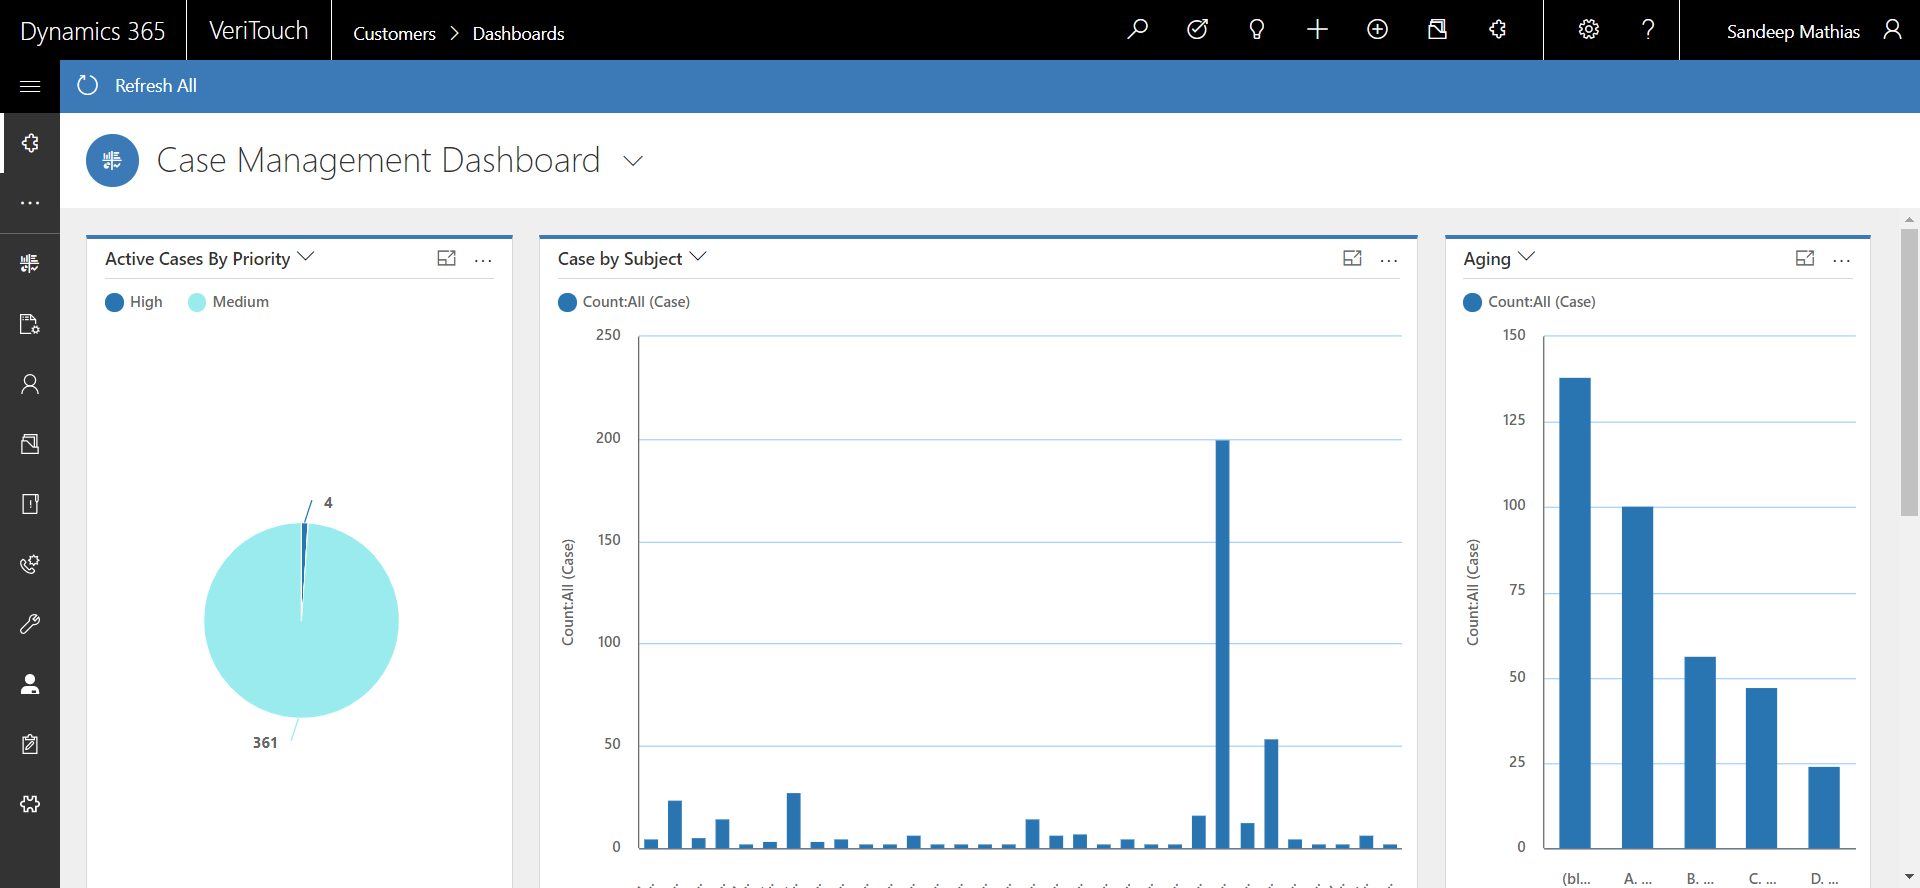 Dynamics 365 VeriTouch Customers > Dashboards Sandeep Mathias
Refresh All
Case Management Dashboard
Active Cases By Priority
High Medium
4
361
Case by Subject
Count:All (Case)
250
200
150
100
50
0
Count:All (Case)
Aging
Count:All (Case)
150
125
100
75
50
25
0
Count:All (Case)
(bl... A. ... B. ... C. ... D. ...